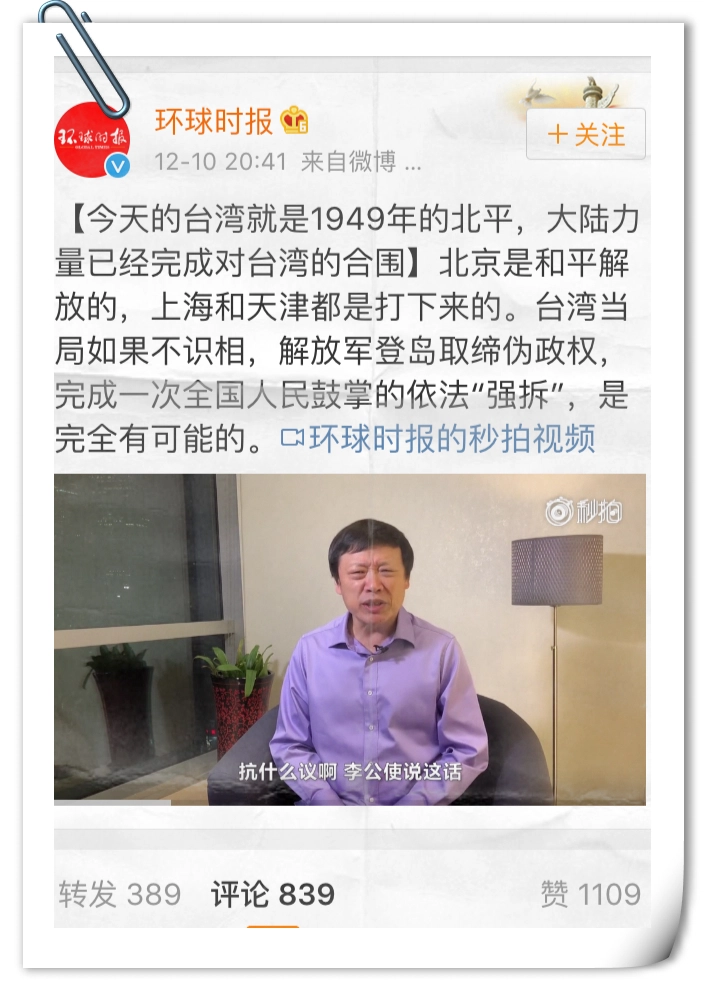 环球时报
环球时报
12-10 20:41 来自微博 ...
+关注
【今天的台湾就是1949年的北平，大陆力
量已经完成对台湾的合围】北京是和平解
放的，上海和天津都是打下来的。台湾当
局如果不识相，解放军登岛取缔伪政权，
完成一次全国人民鼓掌的依法“强拆”，是
完全有可能的。环球时报的秒拍视频
秒拍
抗什么议啊 李公使说这话
转发 389 评论 839 赞 1109